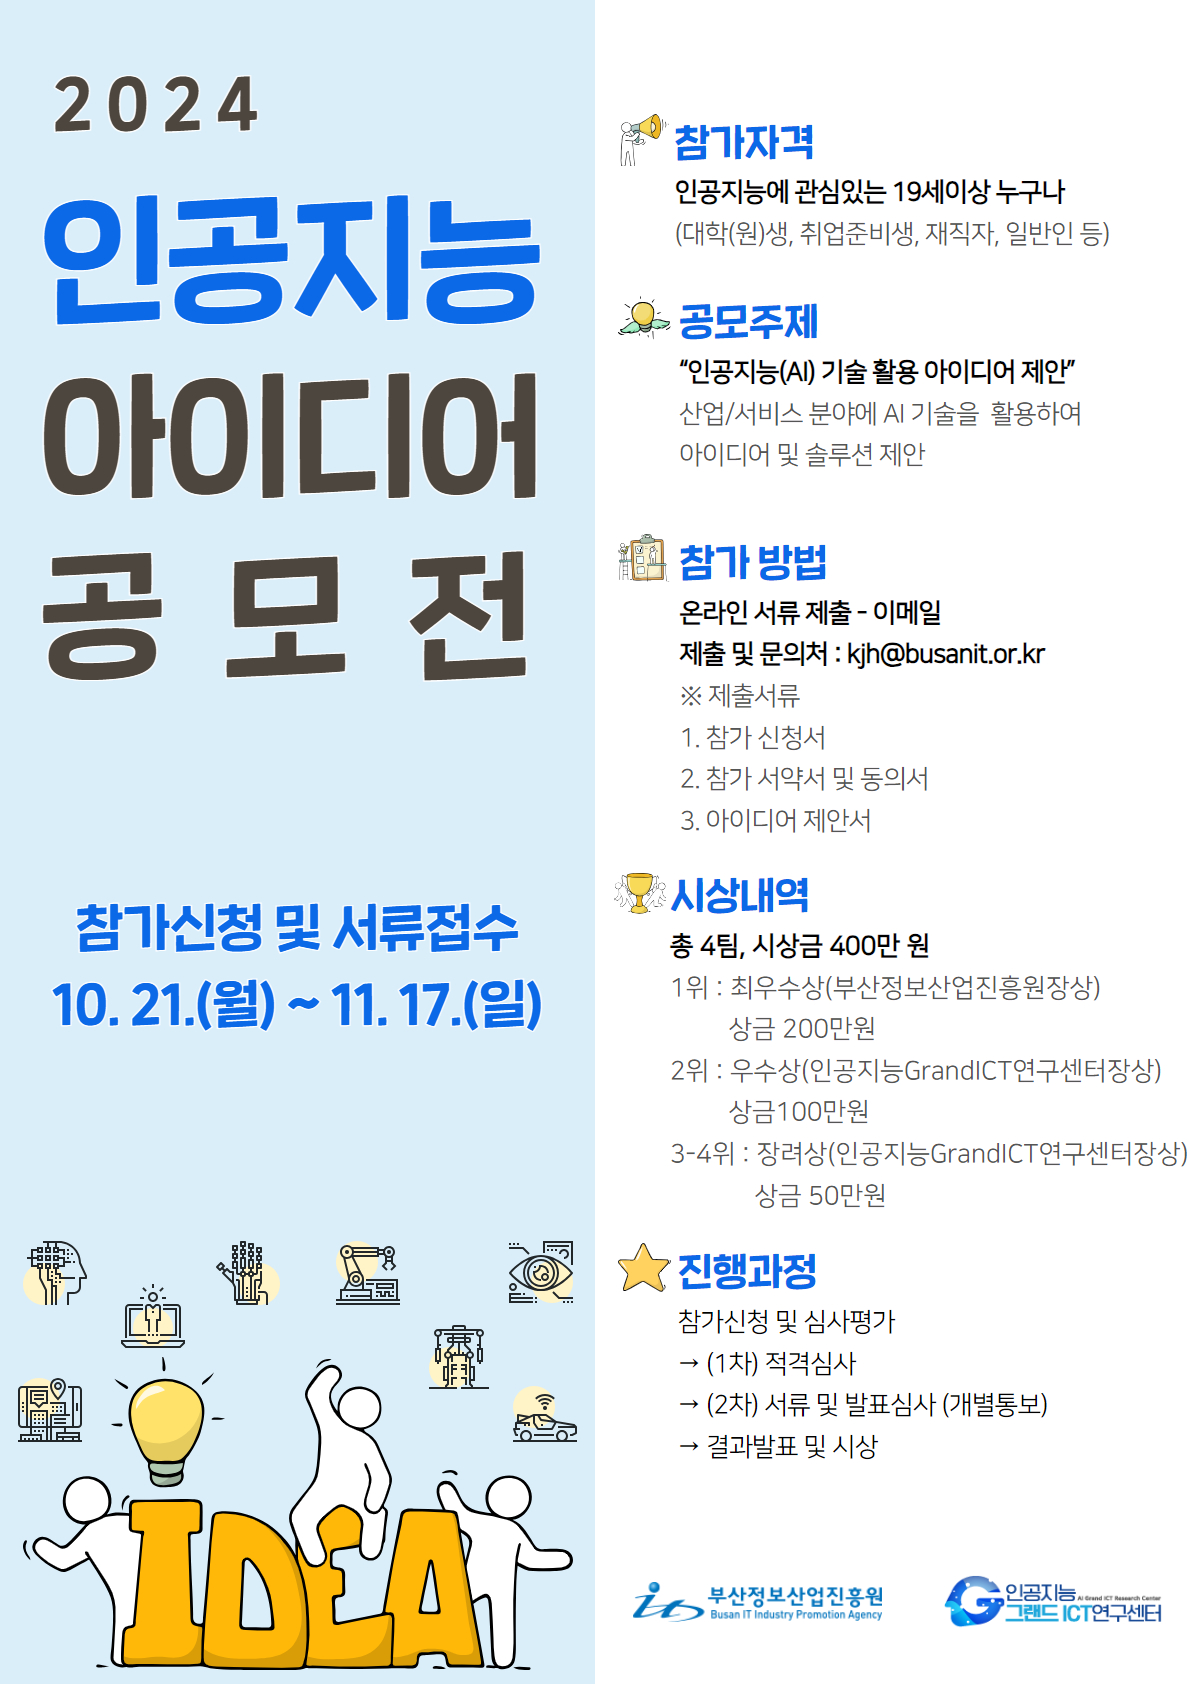 2024
인공지능
아이디어
공모전
참가신청 및 서류접수
10. 21.(월) ~ 11. 17.(일)
IDEA
참가자격
인공지능에 관심있는 19세이상 누구나
(대학(원)생, 취업준비생, 재직자, 일반인 등)
공모주제
“인공지능(AI) 기술 활용 아이디어 제안”
산업/서비스 분야에 AI 기술을 활용하여
아이디어 및 솔루션 제안
참가 방법
온라인 서류 제출 - 이메일
제출 및 문의처 : kjh@busanit.or.kr
※ 제출서류
1. 참가 신청서
2. 참가 서약서 및 동의서
3. 아이디어 제안서
시상내역
총 4팀, 시상금 400만 원
1위 : 최우수상(부산정보산업진흥원장상)
상금 200만원
2위 : 우수상(인공지능GrandICT연구센터장상)
상금100만원
3-4위 : 장려상(인공지능GrandICT연구센터장상)
상금 50만원
진행과정
참가신청 및 심사평가
→ (1차) 적격심사
→ (2차) 서류 및 발표심사 (개별통보)
→ 결과발표 및 시상
부산정보산업진흥원
Busan IT Industry Promotion Agency
인공지능 AI Grand ICT Research Center
그랜드 ICT연구센터